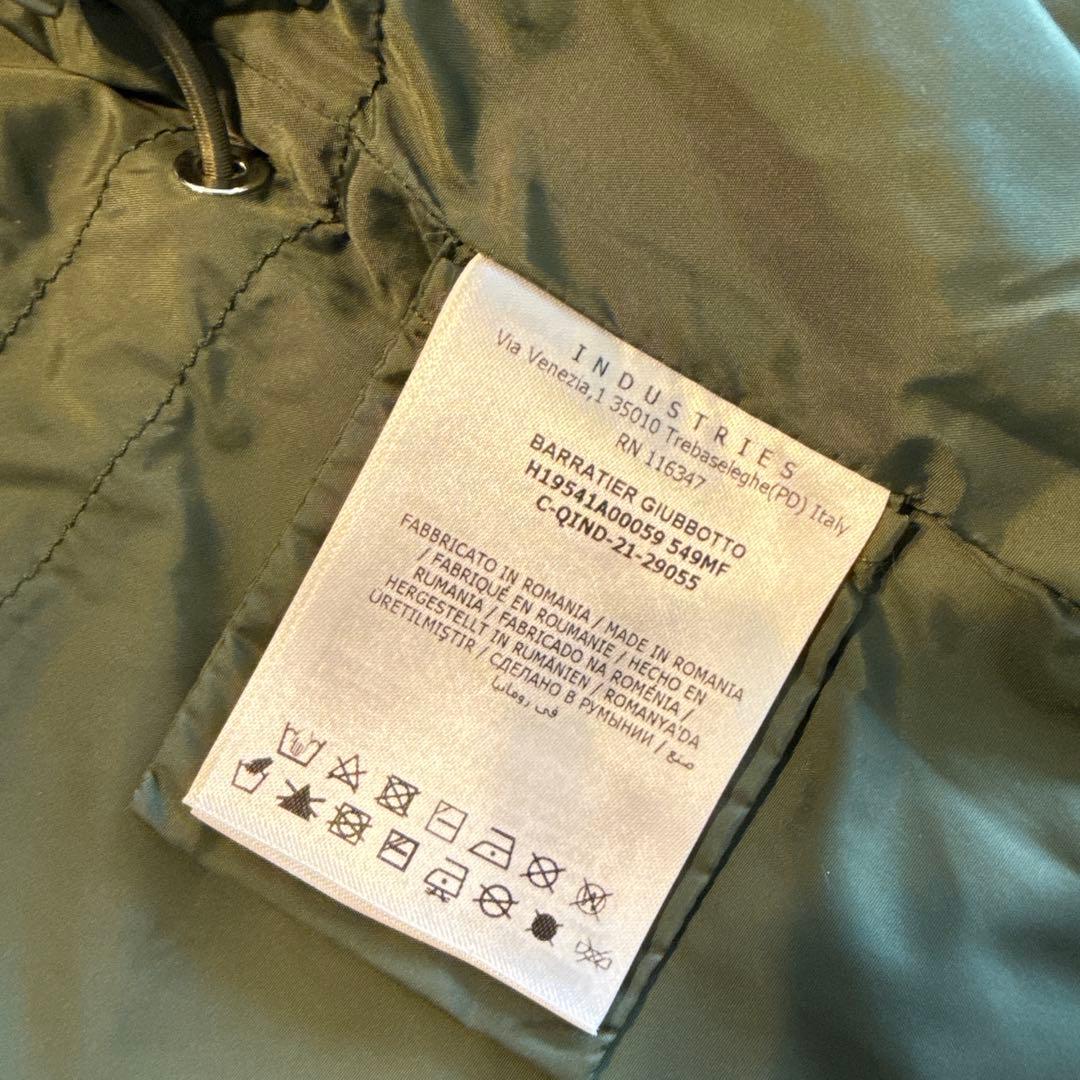 INDUSTRIES
Via Venezia,1 35010 Trebaseleghe(PD) Italy
RN 116347
BARRATIER GIUBBOTTO
H19541A00059 549MF
C-QIND-21-29055
FABBRICATO IN ROMANIA / MADE IN ROMANIA
/ FABRIQUÉ EN ROUMANIE / HECHO EN
RUMANIA / FABRICADO NA ROMÉNIA /
HERGESTELLT IN RUMÄNIEN / ROMANYA'DA
ÜRETILMIŞTIR / СДЕЛАНО В РУМЫНИИ / صنع
في رومانيا